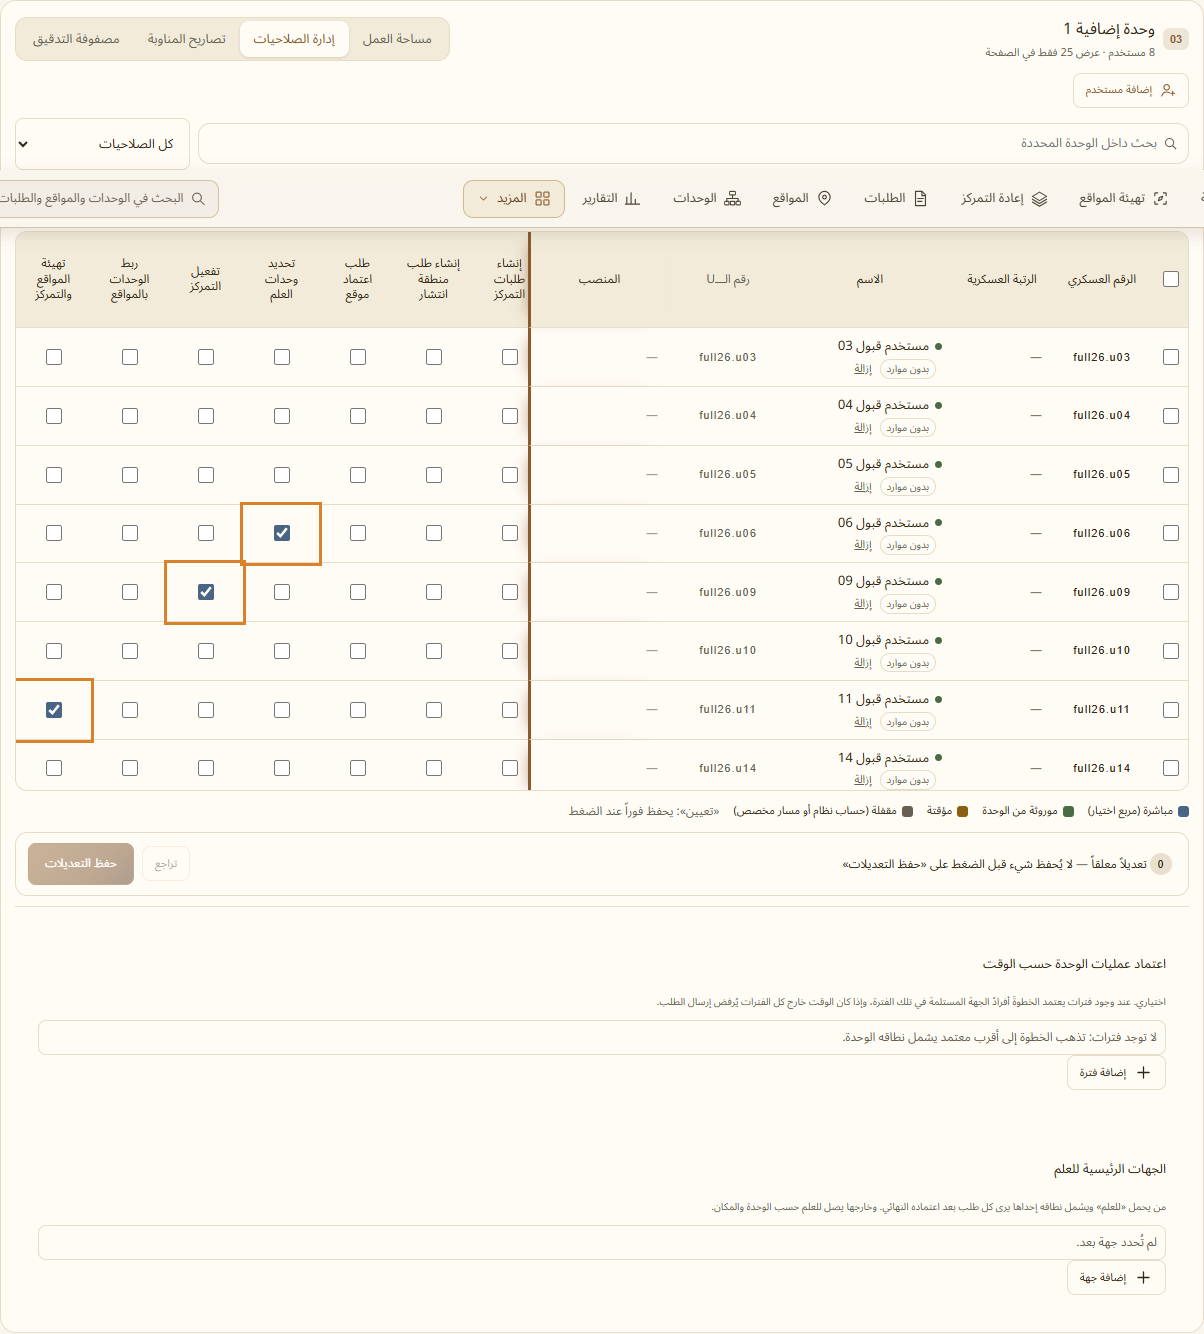 03
وحدة إضافية 1
8 مستخدم · عرض 25 فقط في الصفحة
مساحة العمل
إدارة الصلاحيات
تصاريح المناوبة
مصفوفة التدقيق
إضافة مستخدم
بحث داخل الوحدة المحددة
كل الصلاحيات
تهيئة المواقع
إعادة التمركز
الطلبات
المواقع
الوحدات
التقارير
المزيد
البحث في الوحدات والمواقع والطلبات
الرقم العسكري
الرتبة العسكرية
الاسم
رقم الـــU
المنصب
إنشاء طلبات التمركز
إنشاء طلب منطقة انتشار
طلب اعتماد موقع
تحديد وحدات العلم
تفعيل التمركز
ربط الوحدات بالمواقع
تهيئة المواقع والتمركز
full26.u03 — مستخدم قبول 03 full26.u03 —
بدون موارد إزالة
full26.u04 — مستخدم قبول 04 full26.u04 —
بدون موارد إزالة
full26.u05 — مستخدم قبول 05 full26.u05 —
بدون موارد إزالة
full26.u06 — مستخدم قبول 06 full26.u06 —
بدون موارد إزالة
full26.u09 — مستخدم قبول 09 full26.u09 —
بدون موارد إزالة
full26.u10 — مستخدم قبول 10 full26.u10 —
بدون موارد إزالة
full26.u11 — مستخدم قبول 11 full26.u11 —
بدون موارد إزالة
full26.u14 — مستخدم قبول 14 full26.u14 —
بدون موارد إزالة
مباشرة (مربع اختيار) موروثة من الوحدة مؤقتة مقفلة (حساب نظام أو مسار مخصص) «تعيين»: يحفظ فوراً عند الضغط
0 تعديلاً معلقاً — لا يُحفظ شيء قبل الضغط على «حفظ التعديلات»
تراجع
حفظ التعديلات
اعتماد عمليات الوحدة حسب الوقت
اختياري. عند وجود فترات يعتمد الخطوةَ أفرادُ الجهة المستلمة في تلك الفترة، وإذا كان الوقت خارج كل الفترات يُرفض إرسال الطلب.
لا توجد فترات: تذهب الخطوة إلى أقرب معتمد يشمل نطاقه الوحدة.
إضافة فترة
الجهات الرئيسية للعلم
من يحمل «للعلم» ويشمل نطاقه إحداها يرى كل طلب بعد اعتماده النهائي. وخارجها يصل للعلم حسب الوحدة والمكان.
لم تُحدد جهة بعد.
إضافة جهة